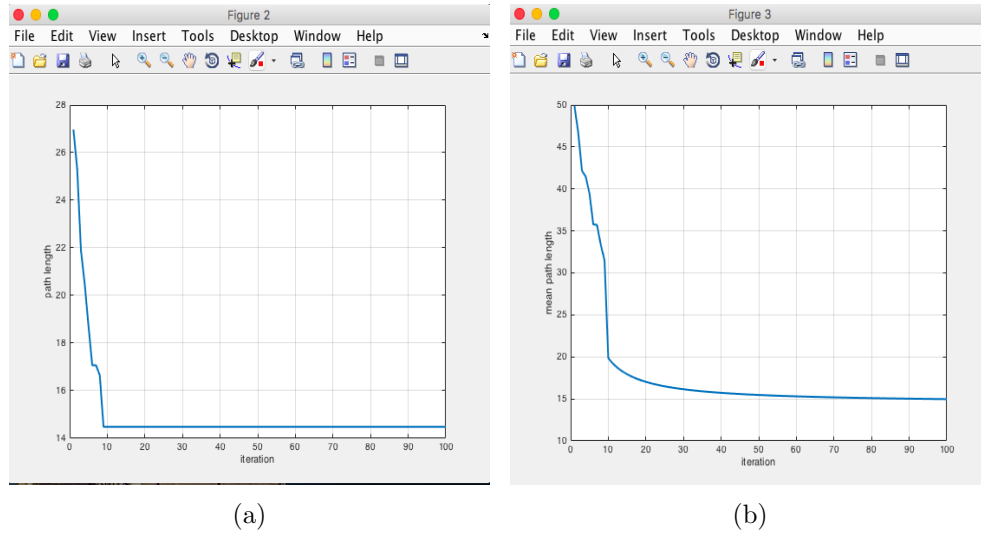 Figure 2
File Edit View Insert Tools Desktop Window Help
28
26
24
22
20
18
16
14
path length
0 10 20 30 40 50 60 70 80 90 100
iteration
(a)
Figure 3
File Edit View Insert Tools Desktop Window Help
50
45
40
35
30
25
20
15
10
mean path length
0 10 20 30 40 50 60 70 80 90 100
iteration
(b)